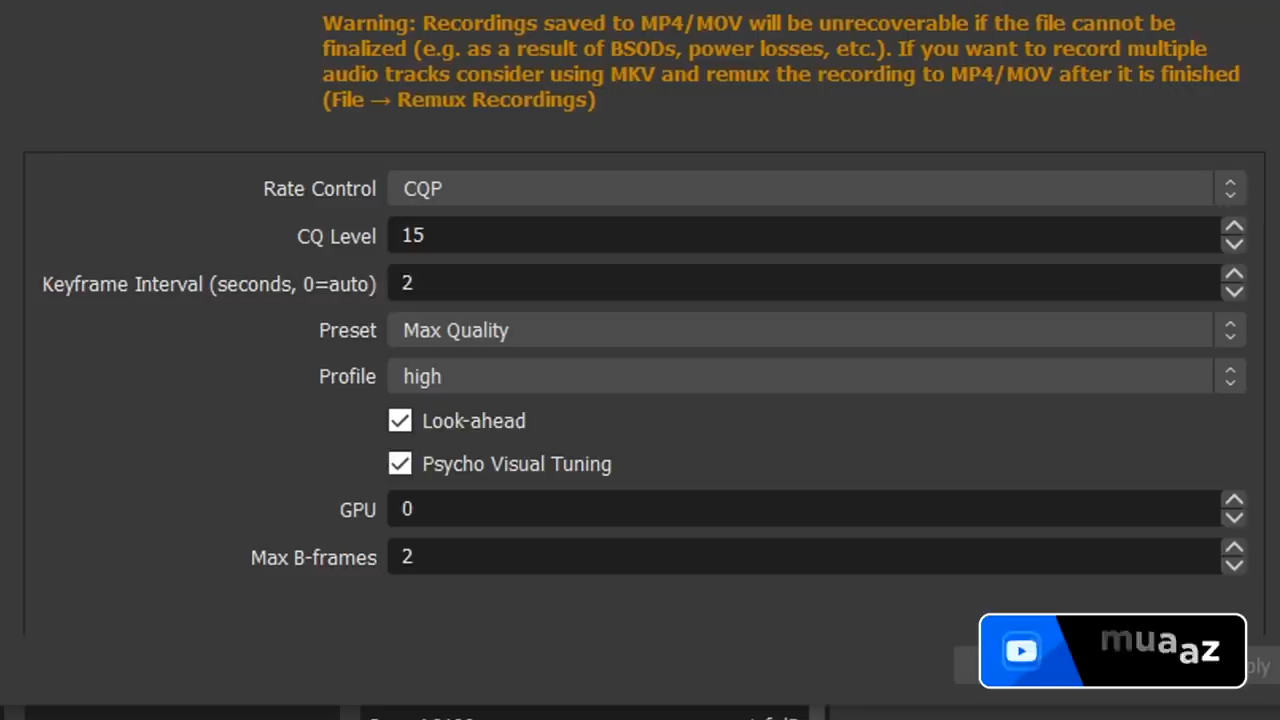 Warning: Recordings saved to MP4/MOV will be unrecoverable if the file cannot be
finalized (e.g. as a result of BSODs, power losses, etc.). If you want to record multiple
audio tracks consider using MKV and remux the recording to MP4/MOV after it is finished
(File → Remux Recordings)
Rate Control CQP
CQ Level 15
Keyframe Interval (seconds, 0=auto) 2
Preset Max Quality
Profile high
Look-ahead
Psycho Visual Tuning
GPU 0
Max B-frames 2
muaaz